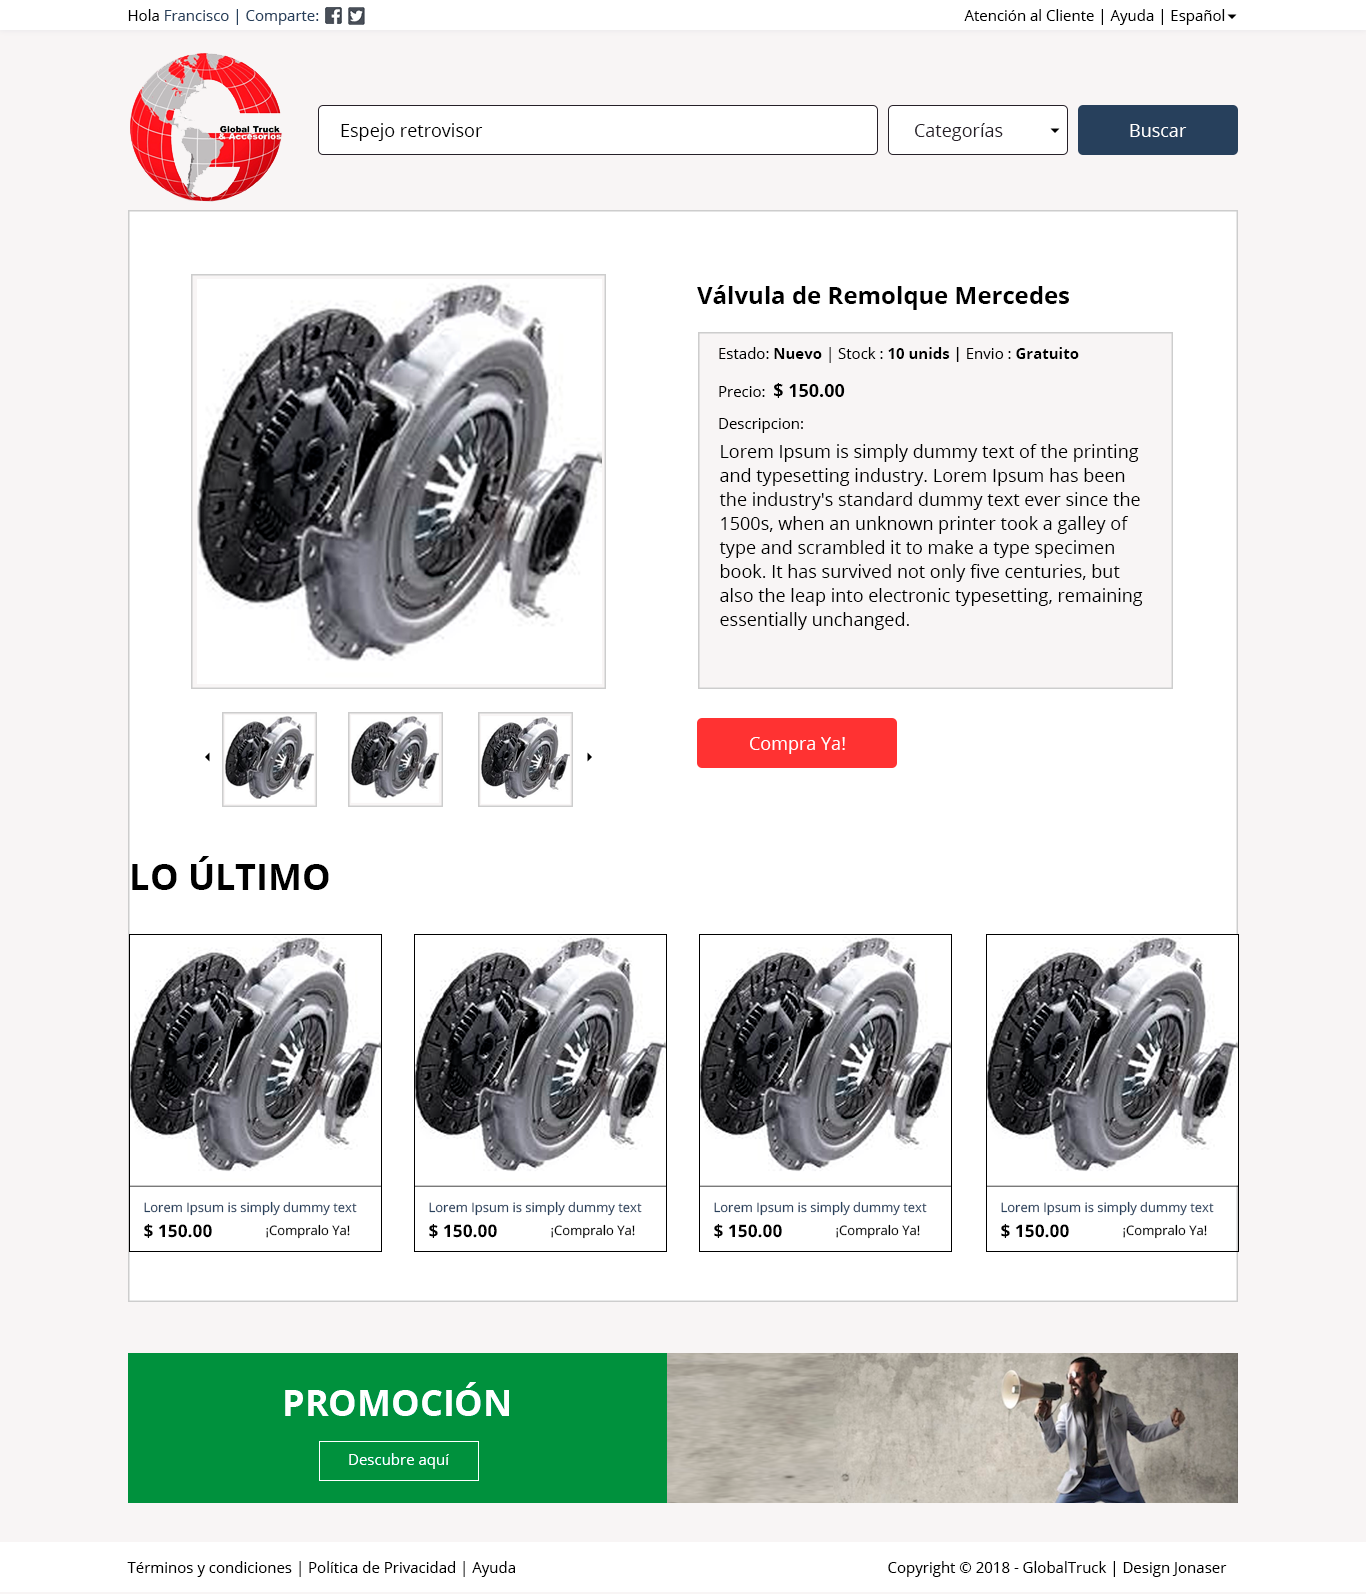 Hola Francisco | Comparte:
Atención al Cliente | Ayuda | Español
Global Truck
& Accesorios
Espejo retrovisor
Categorías
Buscar
Válvula de Remolque Mercedes
Estado: Nuevo | Stock : 10 unids | Envio : Gratuito
Precio: $ 150.00
Descripcion:
Lorem Ipsum is simply dummy text of the printing
and typesetting industry. Lorem Ipsum has been
the industry's standard dummy text ever since the
1500s, when an unknown printer took a galley of
type and scrambled it to make a type specimen
book. It has survived not only five centuries, but
also the leap into electronic typesetting, remaining
essentially unchanged.
Compra Ya!
LO ÚLTIMO
Lorem Ipsum is simply dummy text
$ 150.00 ¡Compralo Ya!
Lorem Ipsum is simply dummy text
$ 150.00 ¡Compralo Ya!
Lorem Ipsum is simply dummy text
$ 150.00 ¡Compralo Ya!
Lorem Ipsum is simply dummy text
$ 150.00 ¡Compralo Ya!
PROMOCIÓN
Descubre aquí
Términos y condiciones | Política de Privacidad | Ayuda
Copyright © 2018 - GlobalTruck | Design Jonaser